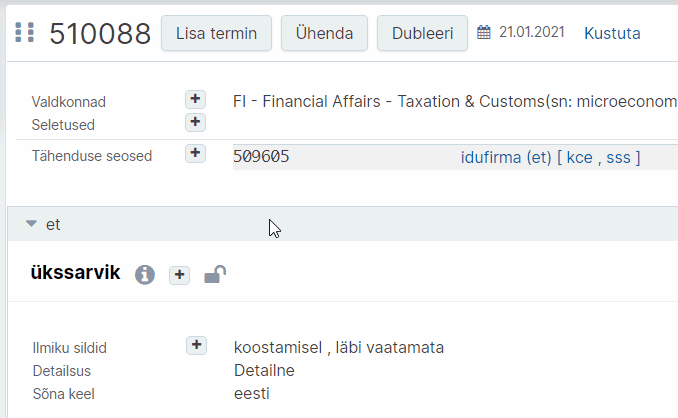 510088 Lisa termin Ühenda Dubleeri 21.01.2021 Kustuta
Valdkonnad + FI - Financial Affairs - Taxation & Customs(sn: microeconom
Seletused +
Tähenduse seosed + 509605 idufirma (et) [ kce , sss ]
et
ükssarvik i +
Ilmiku sildid + koostamisel , läbi vaatamata
Detailsus Detailne
Sõna keel eesti